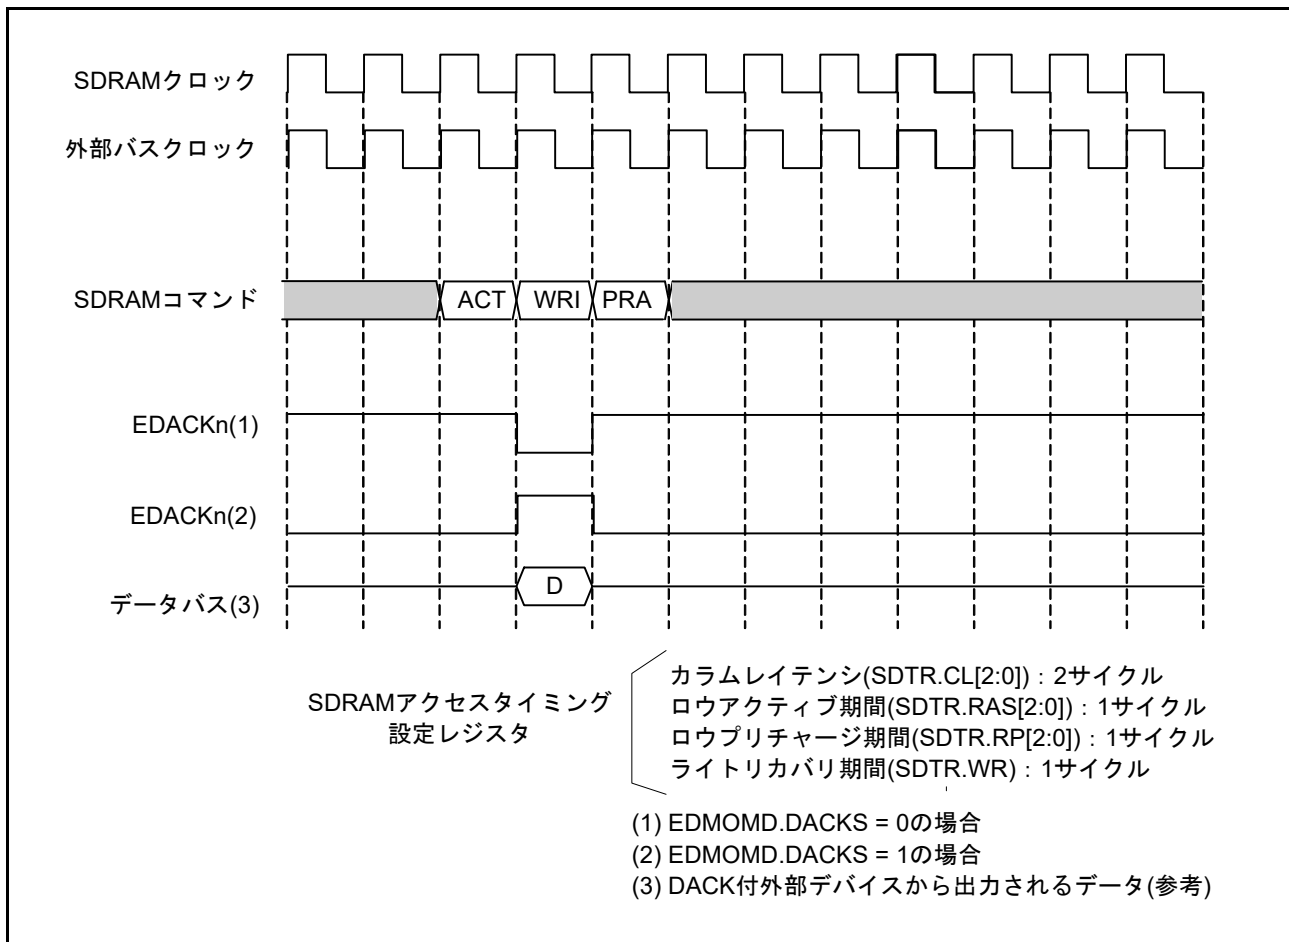 SDRAMクロック
外部バスクロック
SDRAMコマンド
ACT WRI PRA
EDACKn(1)
EDACKn(2)
データバス(3)
D
SDRAMアクセスタイミング
設定レジスタ
カラムレイテンシ(SDTR.CL[2:0])：2サイクル
ロウアクティブ期間(SDTR.RAS[2:0])：1サイクル
ロウプリチャージ期間(SDTR.RP[2:0])：1サイクル
ライトリカバリ期間(SDTR.WR)：1サイクル
(1) EDMOMD.DACKS = 0の場合
(2) EDMOMD.DACKS = 1の場合
(3) DACK付外部デバイスから出力されるデータ(参考)